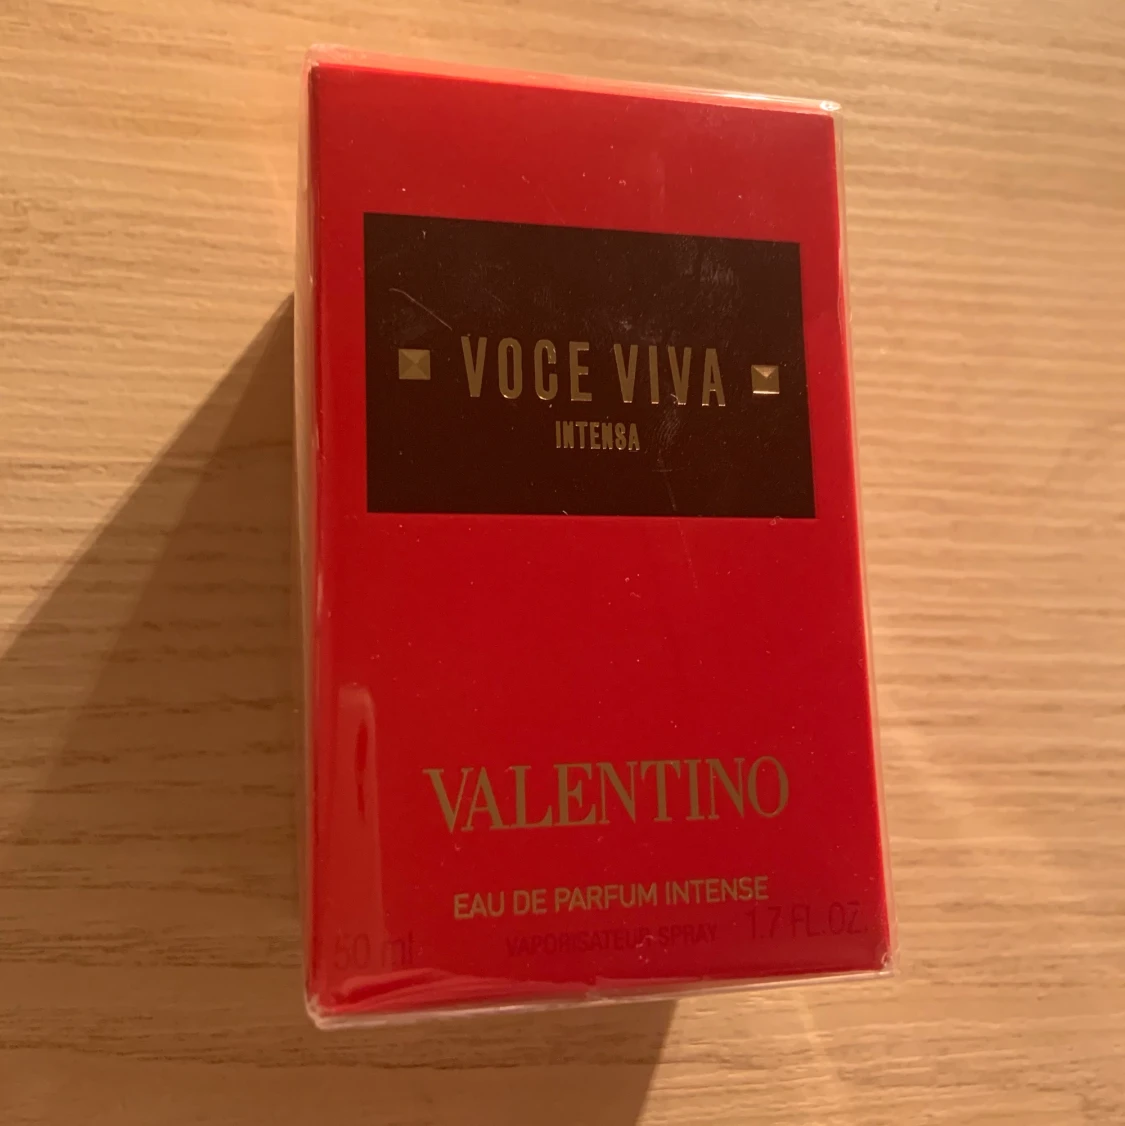 VOCE VIVA
INTENSA
VALENTINO
EAU DE PARFUM INTENSE
50 ml VAPORISATEUR SPRAY 1.7 FL.OZ.